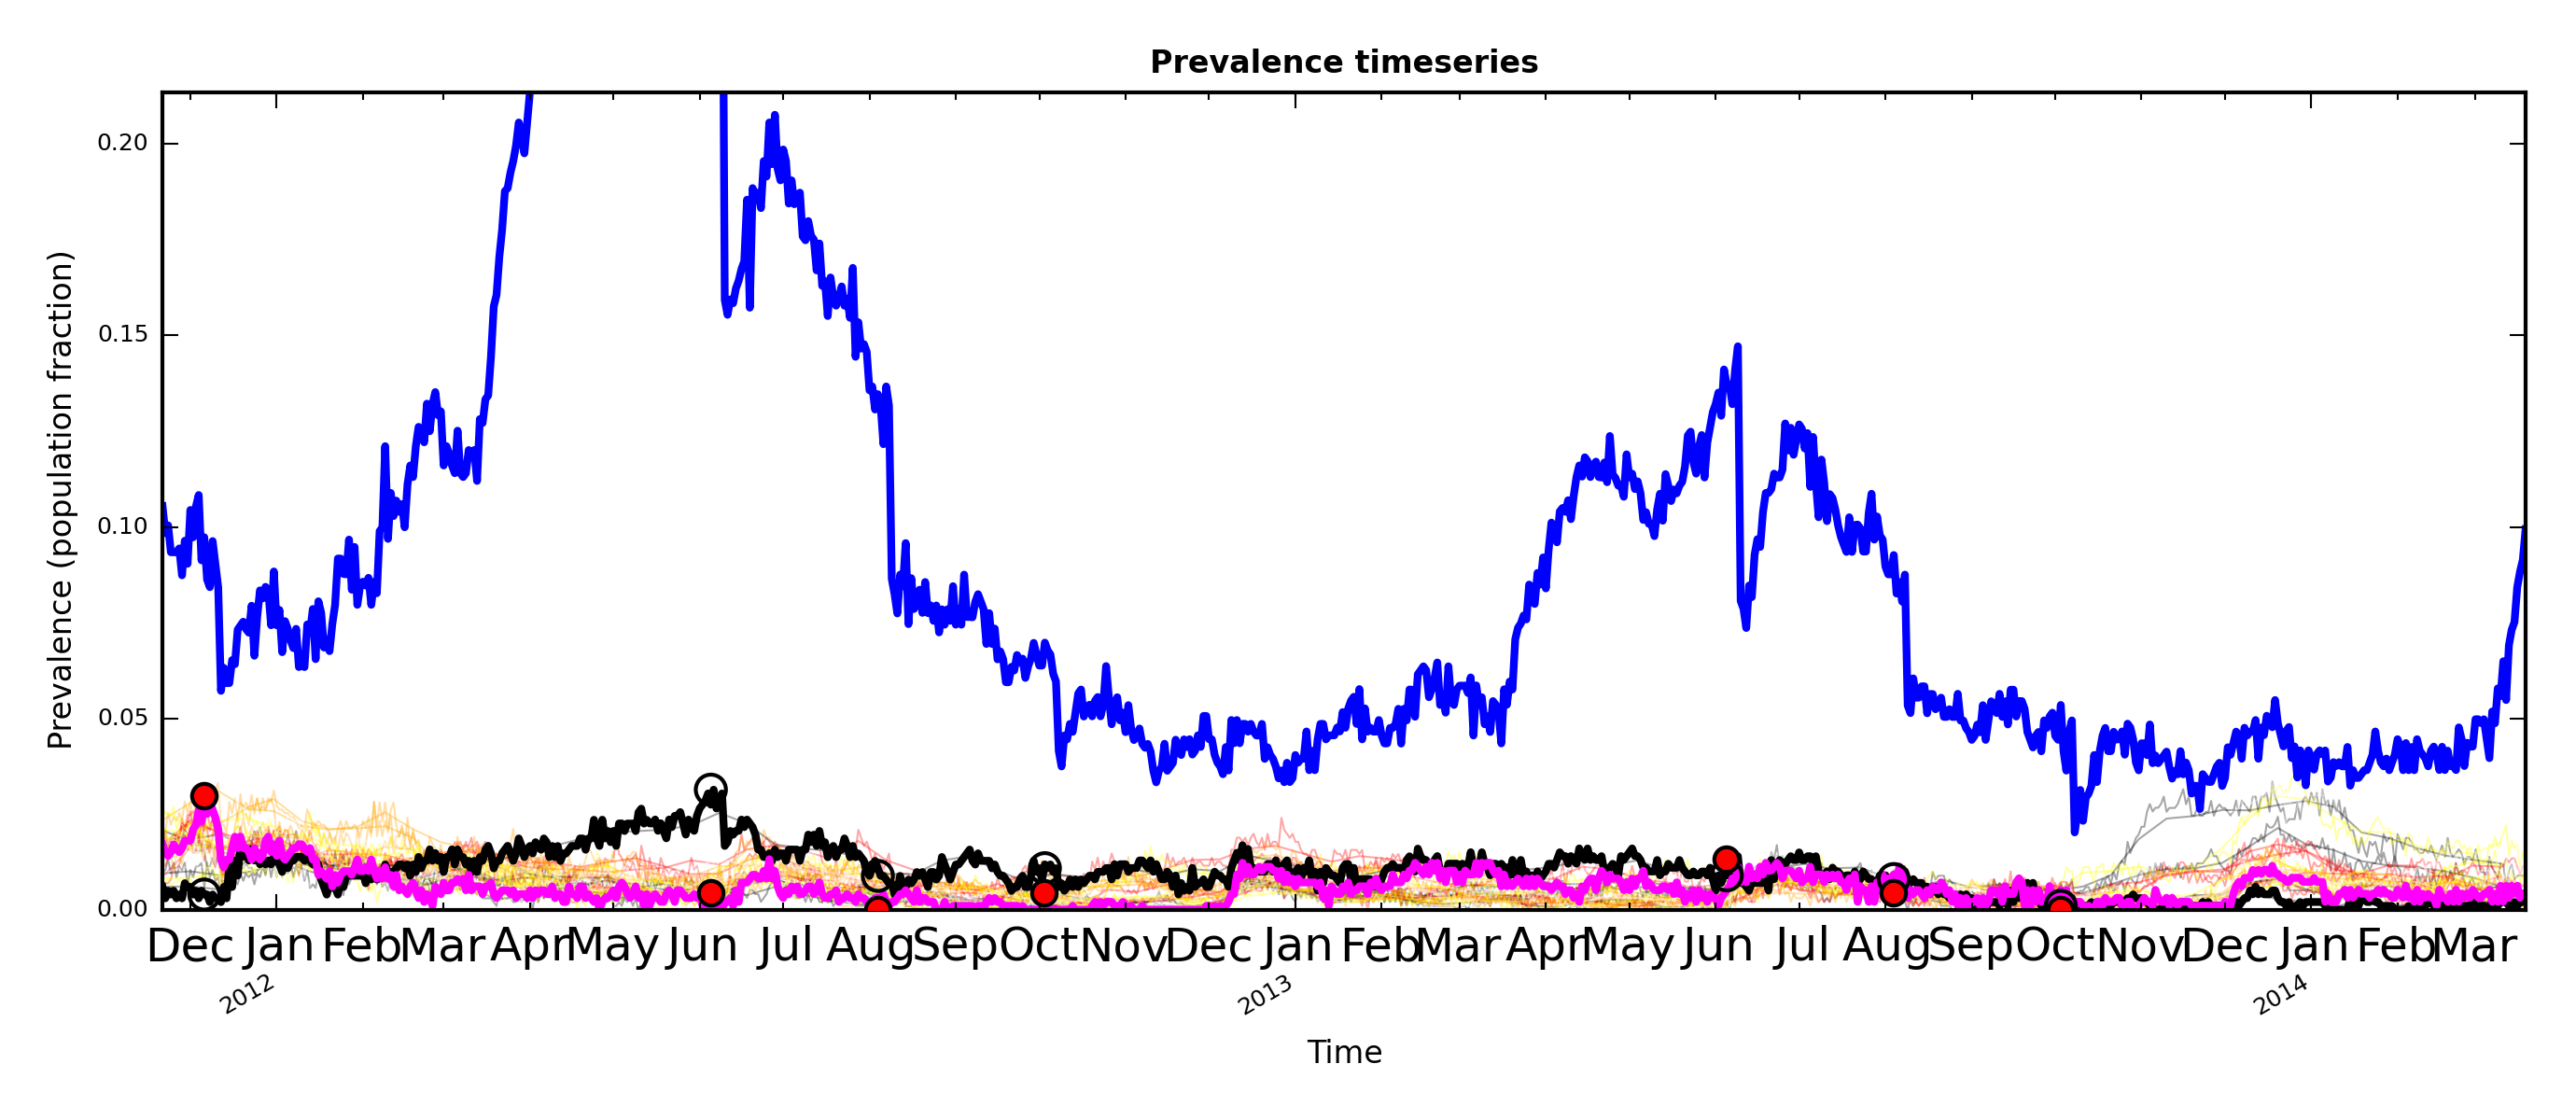 Prevalence timeseries
Prevalence (population fraction)
0.20
0.15
0.10
0.05
0.00
Dec Jan Feb Mar Apr May Jun Jul Aug Sep Oct Nov Dec Jan Feb Mar Apr May Jun Jul Aug Sep Oct Nov Dec Jan Feb Mar
2012 2013 2014
Time